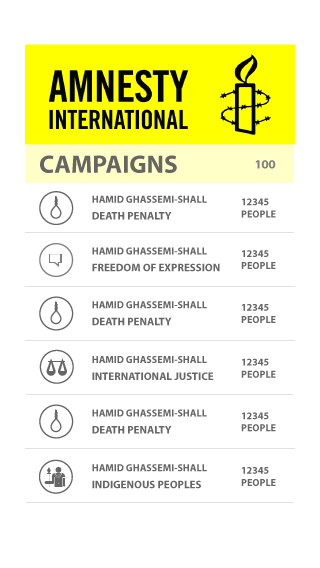 AMNESTY
INTERNATIONAL
CAMPAIGNS 100
HAMID GHASSEMI-SHALL
DEATH PENALTY
12345
PEOPLE
HAMID GHASSEMI-SHALL
FREEDOM OF EXPRESSION
12345
PEOPLE
HAMID GHASSEMI-SHALL
DEATH PENALTY
12345
PEOPLE
HAMID GHASSEMI-SHALL
INTERNATIONAL JUSTICE
12345
PEOPLE
HAMID GHASSEMI-SHALL
DEATH PENALTY
12345
PEOPLE
HAMID GHASSEMI-SHALL
INDIGENOUS PEOPLES
12345
PEOPLE